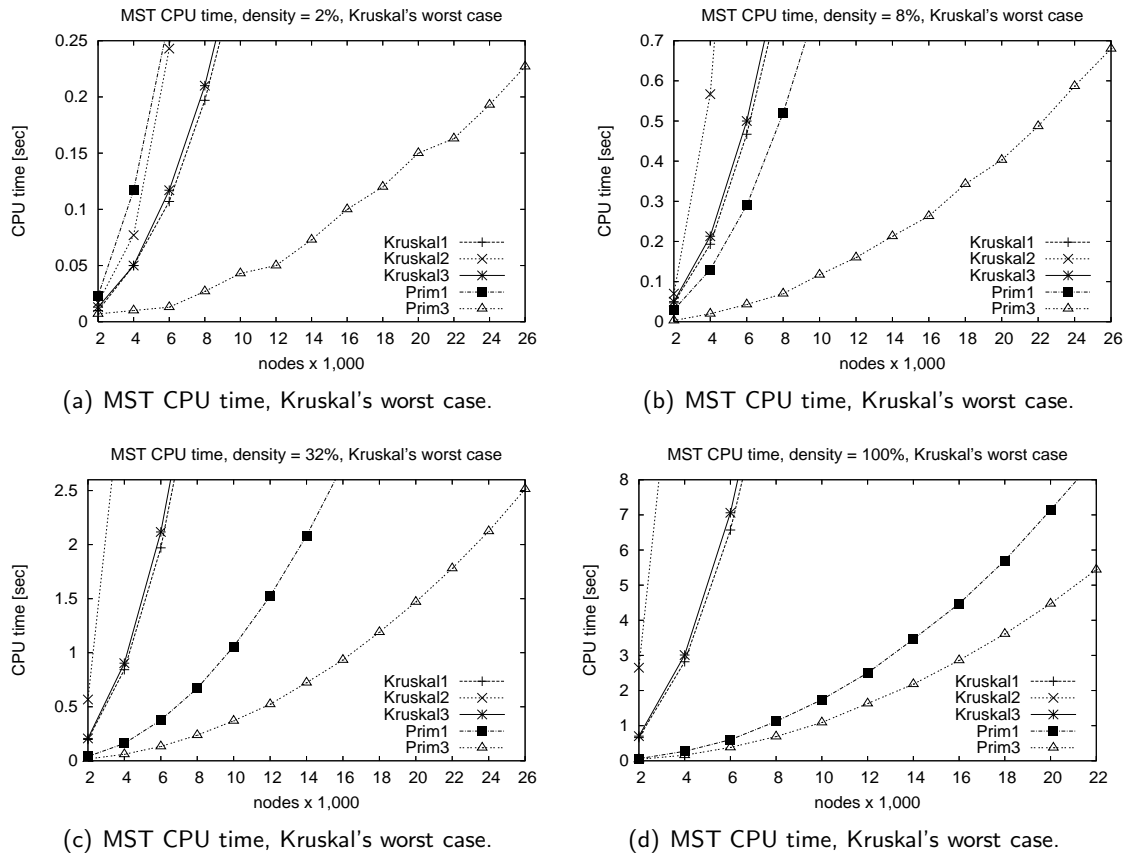 MST CPU time, density = 2%, Kruskal's worst case
0.25
0.2
0.15
0.1
0.05
0
CPU time [sec]
Kruskal1
Kruskal2
Kruskal3
Prim1
Prim3
2 4 6 8 10 12 14 16 18 20 22 24 26
nodes x 1,000
(a) MST CPU time, Kruskal's worst case.
MST CPU time, density = 8%, Kruskal's worst case
0.7
0.6
0.5
0.4
0.3
0.2
0.1
0
CPU time [sec]
Kruskal1
Kruskal2
Kruskal3
Prim1
Prim3
2 4 6 8 10 12 14 16 18 20 22 24 26
nodes x 1,000
(b) MST CPU time, Kruskal's worst case.
MST CPU time, density = 32%, Kruskal's worst case
2.5
2
1.5
1
0.5
0
CPU time [sec]
Kruskal1
Kruskal2
Kruskal3
Prim1
Prim3
2 4 6 8 10 12 14 16 18 20 22 24 26
nodes x 1,000
(c) MST CPU time, Kruskal's worst case.
MST CPU time, density = 100%, Kruskal's worst case
8
7
6
5
4
3
2
1
0
CPU time [sec]
Kruskal1
Kruskal2
Kruskal3
Prim1
Prim3
2 4 6 8 10 12 14 16 18 20 22
nodes x 1,000
(d) MST CPU time, Kruskal's worst case.